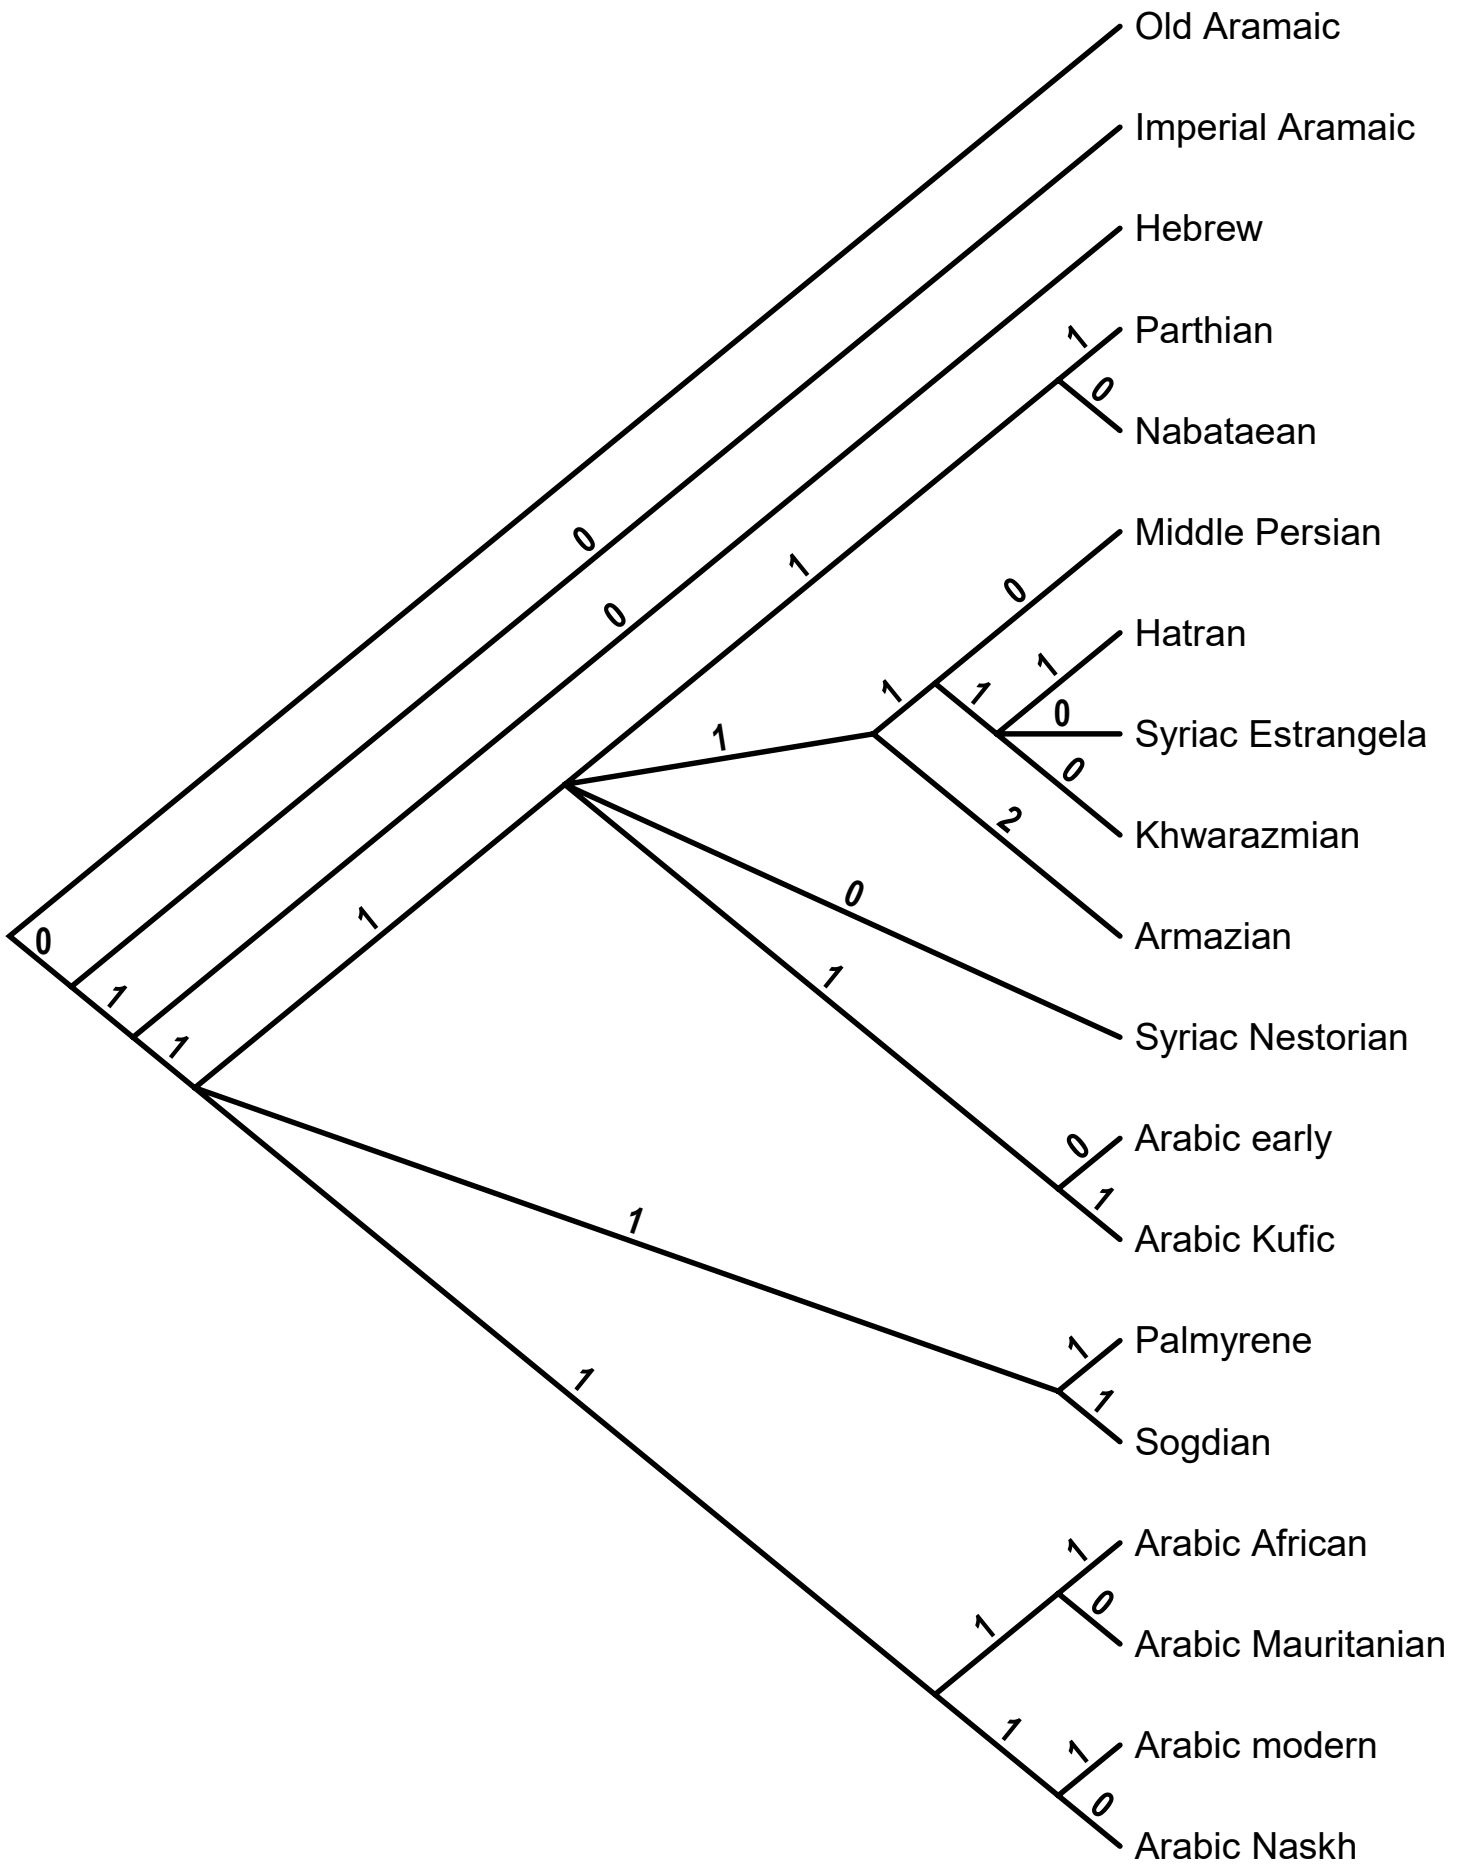 Old Aramaic
Imperial Aramaic
Hebrew
1 Parthian
0
Nabataean
0
Middle Persian
1
0
0
Hatran
1
1 1
0
Syriac Estrangela
1
0
Khwarazmian
2
0
1
Armazian
0
1
1
Syriac Nestorian
1
0
Arabic early
1
Arabic Kufic
1
1
Palmyrene
1
1
Sogdian
1
Arabic African
0
1
Arabic Mauritanian
1
1
Arabic modern
0
Arabic Naskh